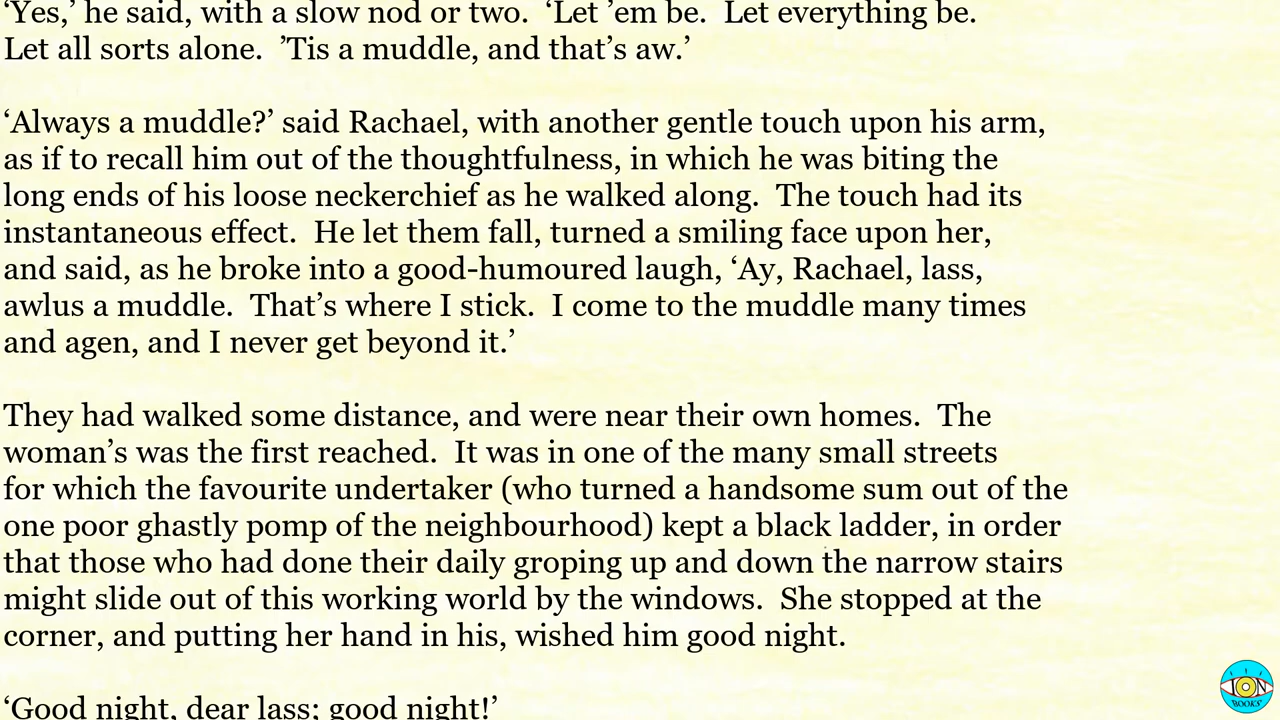 ‘Yes,’ he said, with a slow nod or two.  ‘Let ’em be.  Let everything be.
Let all sorts alone.  ’Tis a muddle, and that’s aw.’
‘Always a muddle?’ said Rachael, with another gentle touch upon his arm,
as if to recall him out of the thoughtfulness, in which he was biting the
long ends of his loose neckerchief as he walked along.  The touch had its
instantaneous effect.  He let them fall, turned a smiling face upon her,
and said, as he broke into a good-humoured laugh, ‘Ay, Rachael, lass,
awlus a muddle.  That’s where I stick.  I come to the muddle many times
and agen, and I never get beyond it.’
They had walked some distance, and were near their own homes.  The
woman’s was the first reached.  It was in one of the many small streets
for which the favourite undertaker (who turned a handsome sum out of the
one poor ghastly pomp of the neighbourhood) kept a black ladder, in order
that those who had done their daily groping up and down the narrow stairs
might slide out of this working world by the windows.  She stopped at the
corner, and putting her hand in his, wished him good night.
‘Good night, dear lass; good night!’
ION
BOOKS